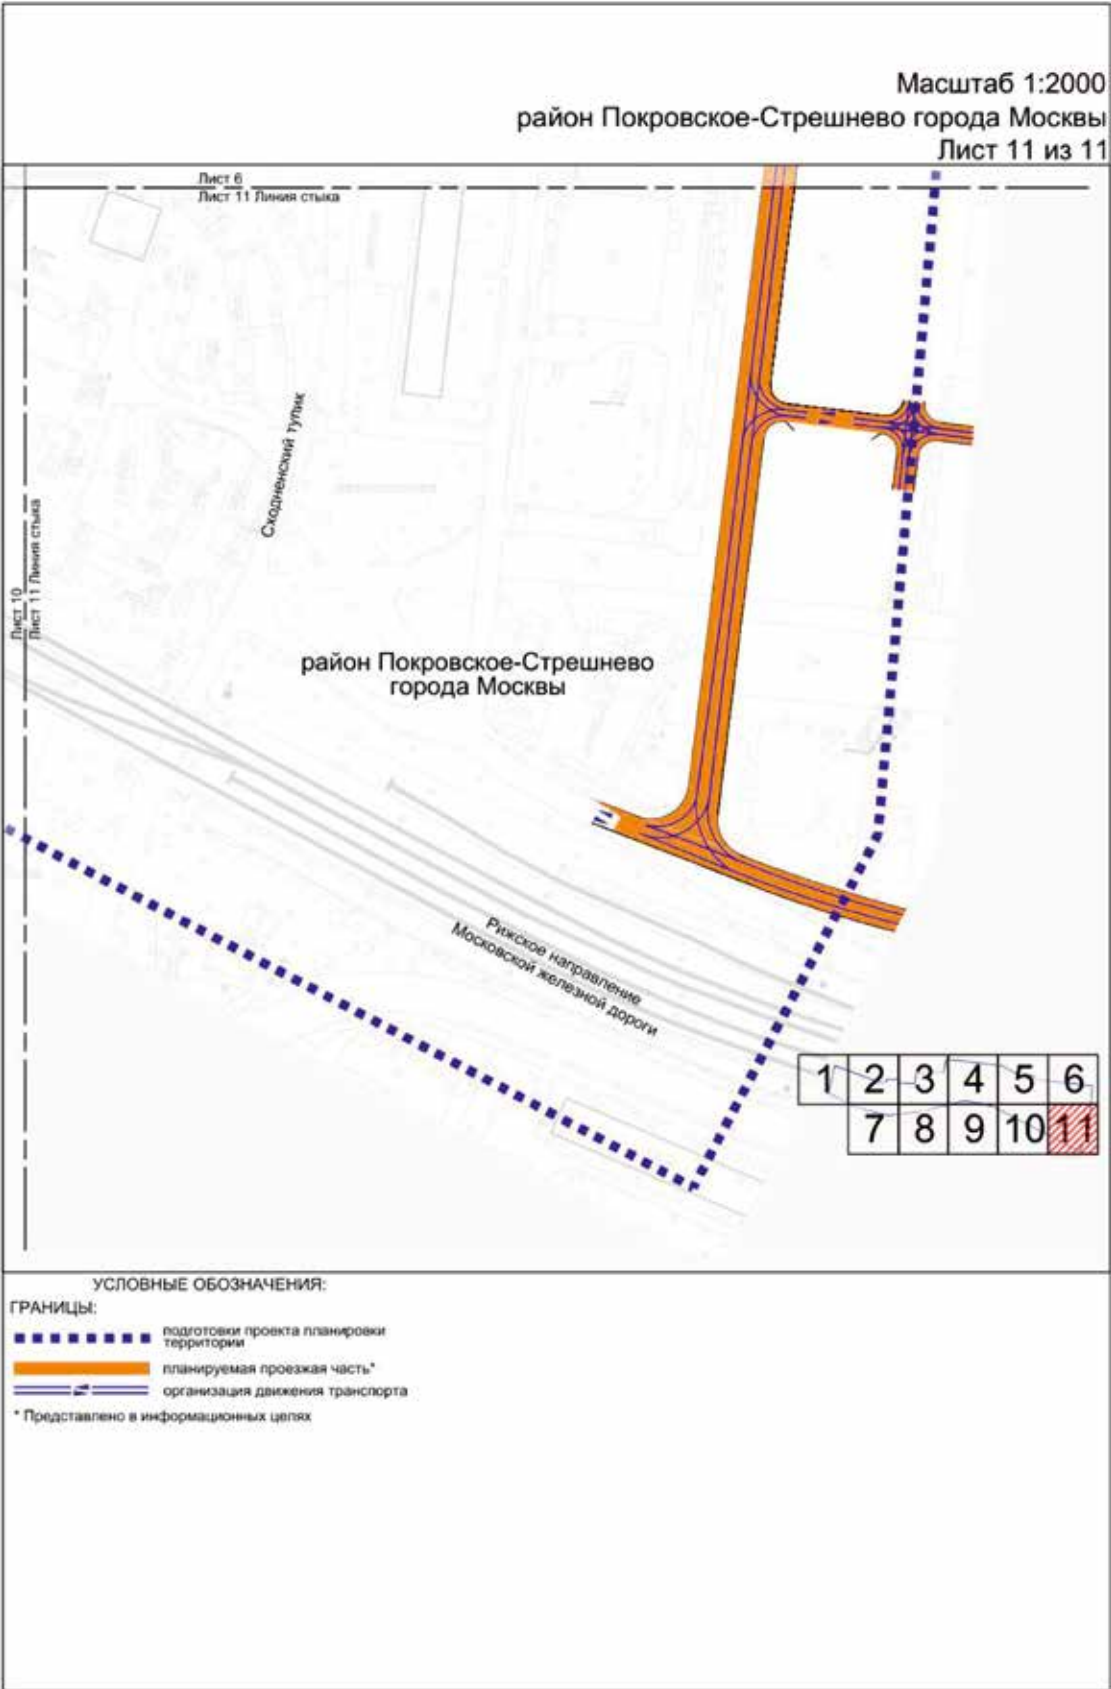 Масштаб 1:2000
район Покровское-Стрешнево города Москвы
Лист 11 из 11
Лист 6
Лист 11 Линия стыка
Сходненский тупик
Лист 10
Лист 11 Линия стыка
район Покровское-Стрешнево
города Москвы
Рижское направление
Московской железной дороги
1 2 3 4 5 6
7 8 9 10 11
УСЛОВНЫЕ ОБОЗНАЧЕНИЯ:
ГРАНИЦЫ:
подготовки проекта планировки
территории
планируемая проезжая часть*
организация движения транспорта
* Представлено в информационных целях